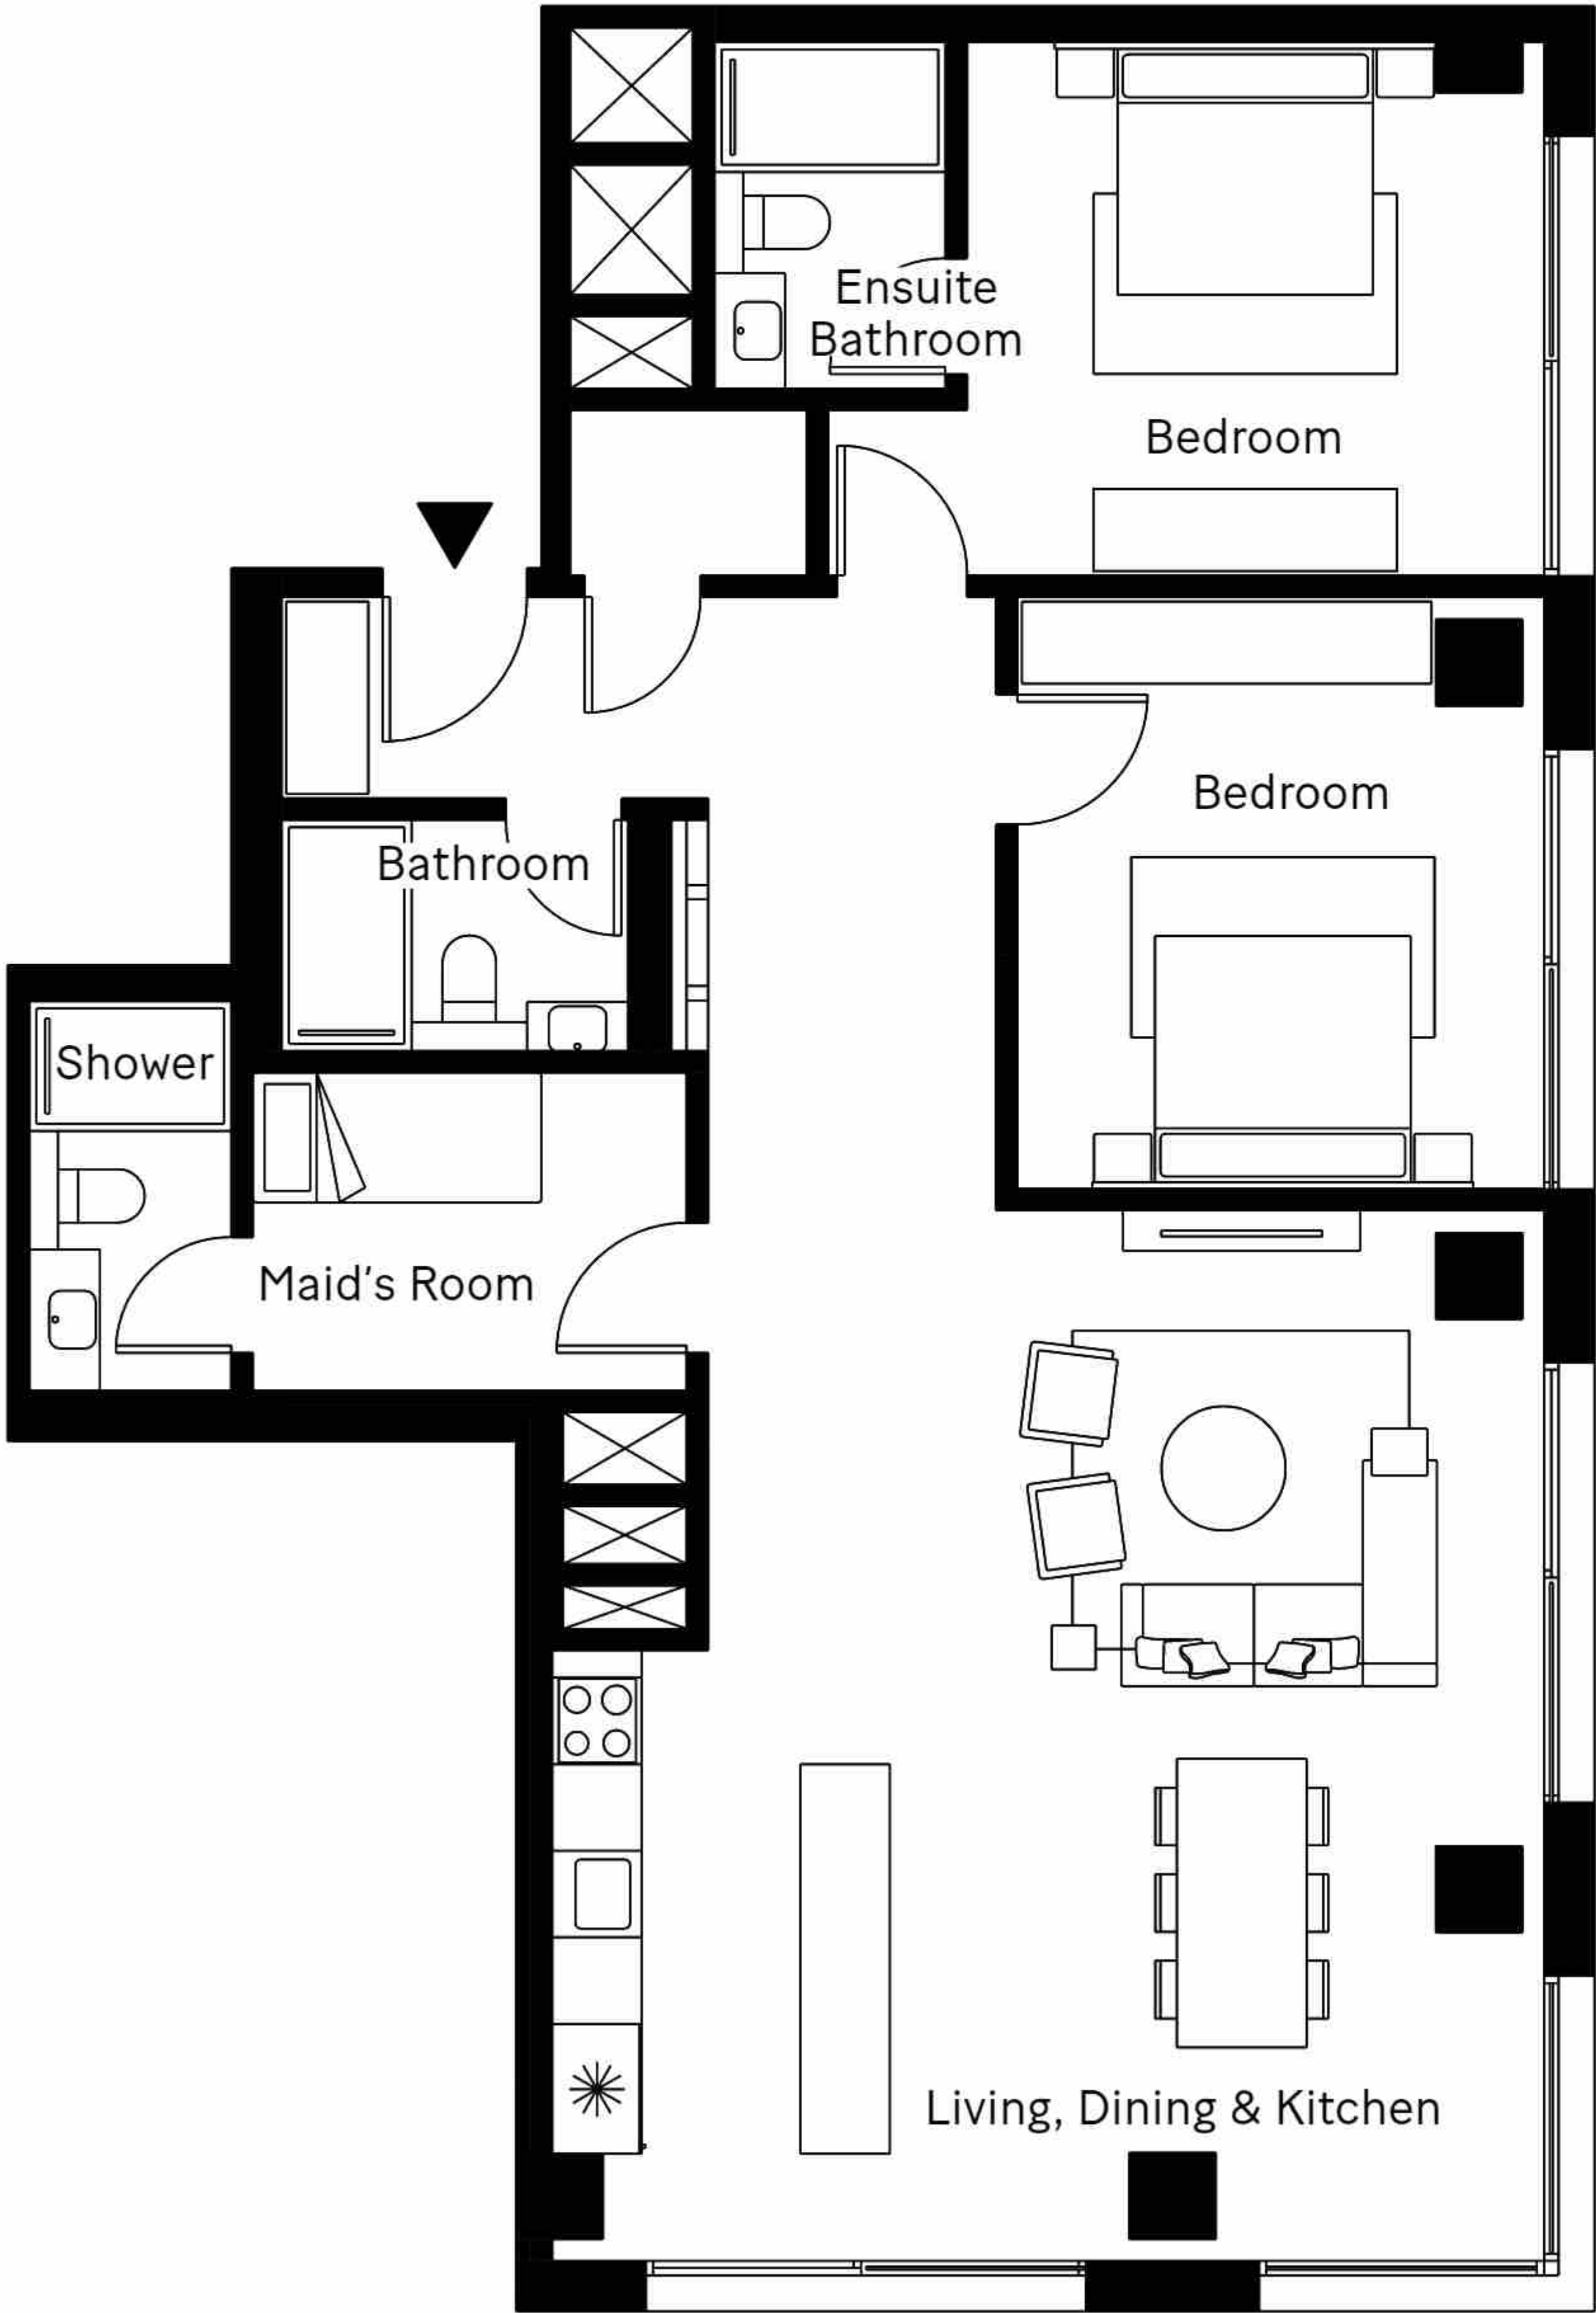 Ensuite
Bathroom
Bedroom
Bedroom
Bathroom
Shower
Maid's Room
Living, Dining & Kitchen